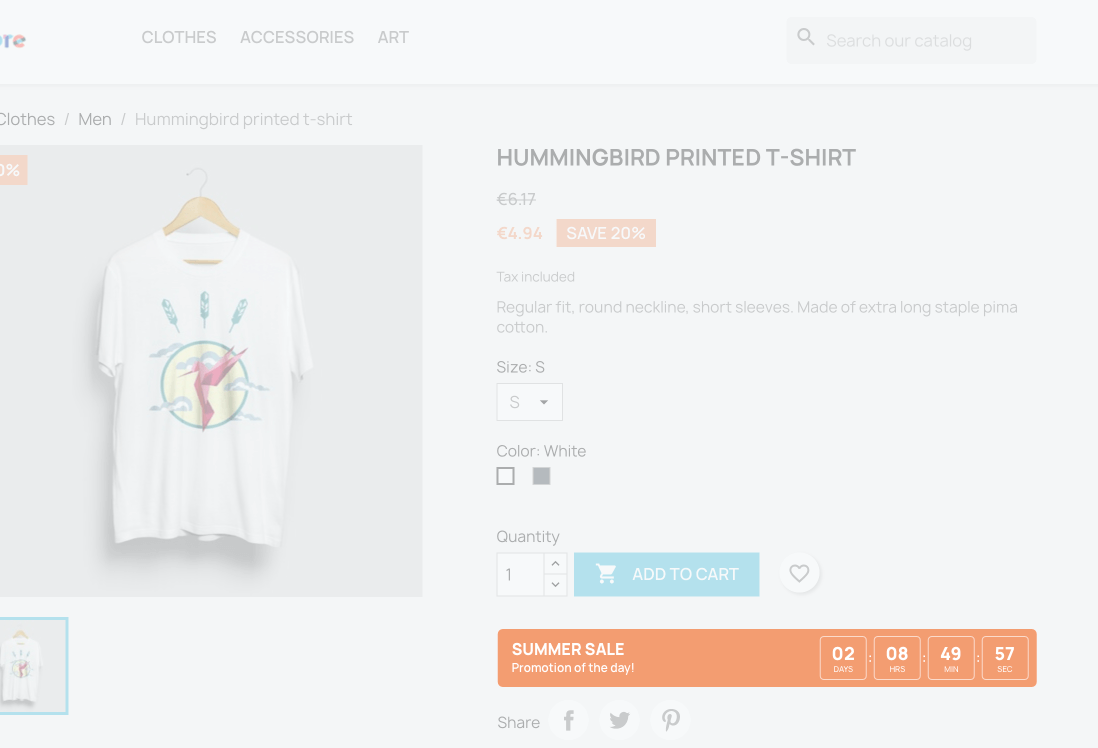 CLOTHES ACCESSORIES ART
Search our catalog
Clothes / Men / Hummingbird printed t-shirt
0%
HUMMINGBIRD PRINTED T-SHIRT
€6.17
€4.94 SAVE 20%
Tax included
Regular fit, round neckline, short sleeves. Made of extra long staple pima
cotton.
Size: S
S
Color: White
Quantity
1 ADD TO CART
SUMMER SALE
Promotion of the day!
02 : 08 : 49 : 57
DAYS HRS MIN SEC
Share